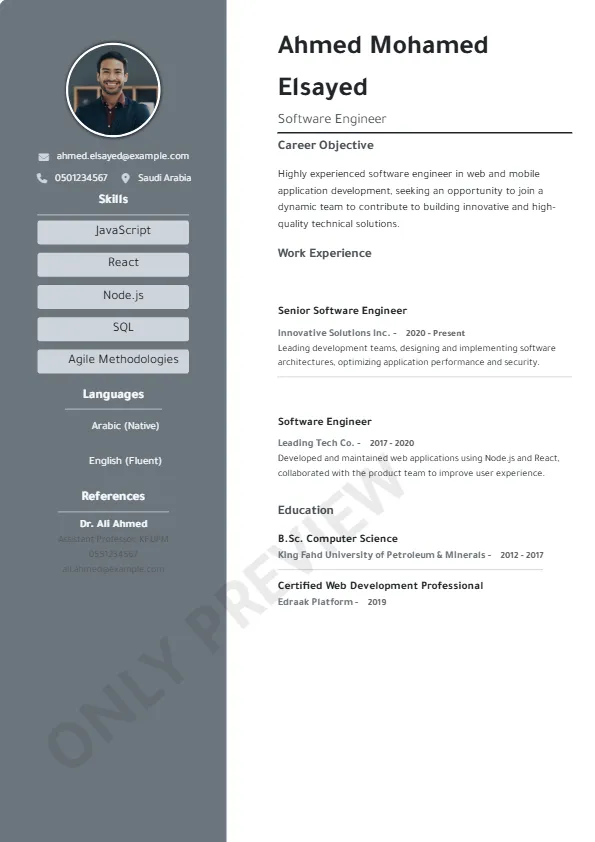 ahmed.elsayed@example.com
0501234567 Saudi Arabia
Skills
JavaScript
React
Node.js
SQL
Agile Methodologies
Languages
Arabic (Native)
English (Fluent)
References
Dr. Ali Ahmed
Assistant Professor, KFUPM
0551234567
ali.ahmed@example.com
Ahmed Mohamed
Elsayed
Software Engineer
Career Objective
Highly experienced software engineer in web and mobile
application development, seeking an opportunity to join a
dynamic team to contribute to building innovative and high-
quality technical solutions.
Work Experience
Senior Software Engineer
Innovative Solutions Inc. - 2020 - Present
Leading development teams, designing and implementing software
architectures, optimizing application performance and security.
Software Engineer
Leading Tech Co. - 2017 - 2020
Developed and maintained web applications using Node.js and React,
collaborated with the product team to improve user experience.
Education
B.Sc. Computer Science
King Fahd University of Petroleum & Minerals - 2012 - 2017
Certified Web Development Professional
Edraak Platform - 2019
ONLY PREVIEW